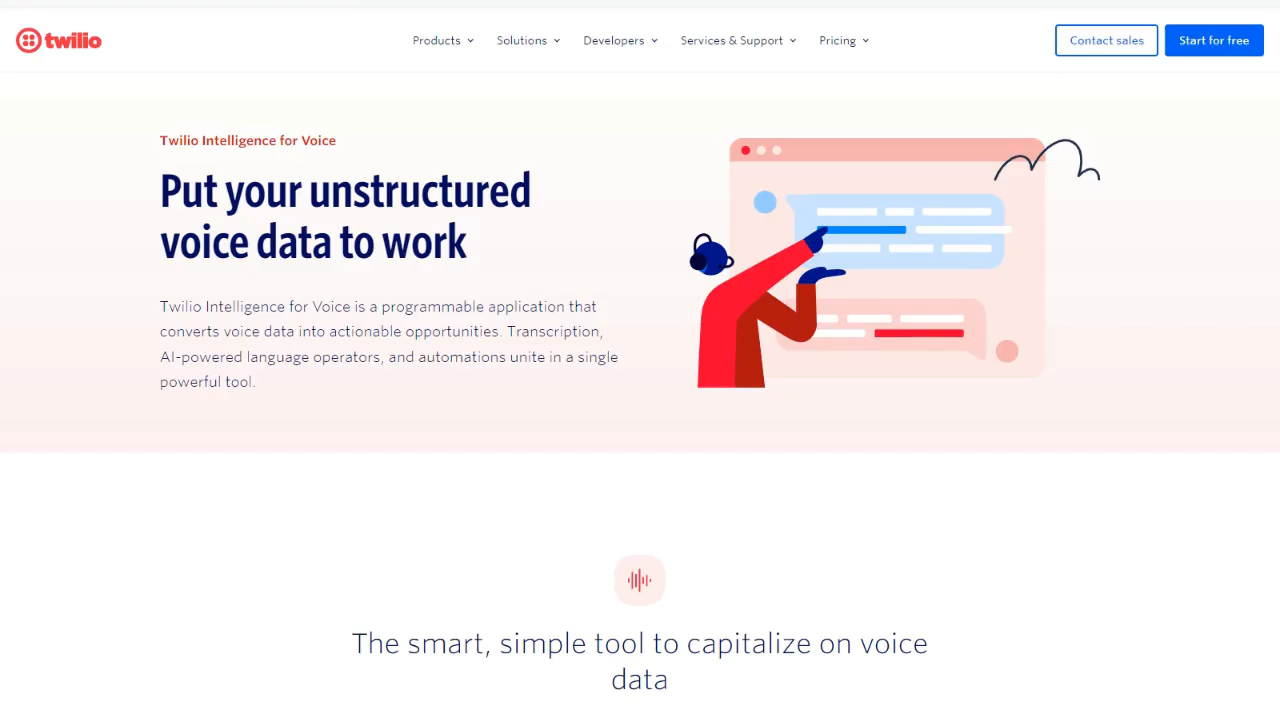 twilio
Products
Solutions
Developers
Services & Support
Pricing
Contact sales
Start for free
Twilio Intelligence for Voice
Put your unstructured
voice data to work
Twilio Intelligence for Voice is a programmable application that
converts voice data into actionable opportunities. Transcription,
AI-powered language operators, and automations unite in a single
powerful tool.
The smart, simple tool to capitalize on voice
data